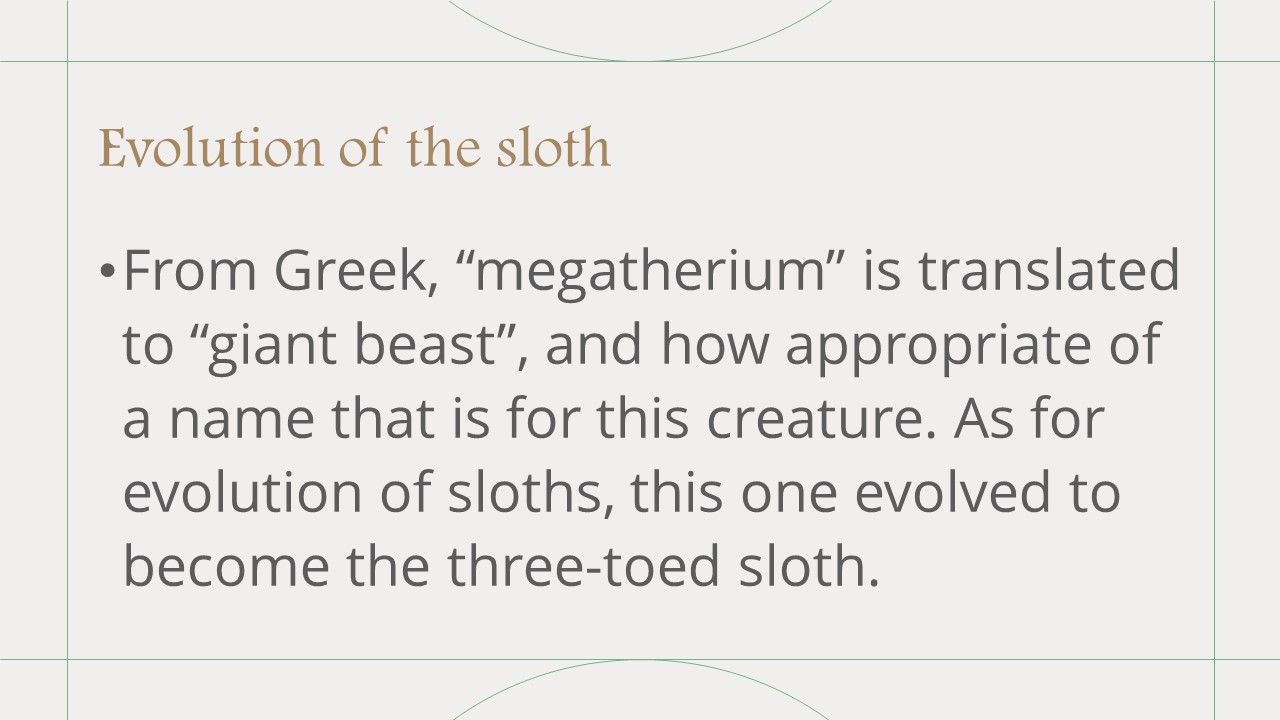 Evolution of the sloth
•From Greek, “megatherium” is translated
to “giant beast”, and how appropriate of
a name that is for this creature. As for
evolution of sloths, this one evolved to
become the three-toed sloth.